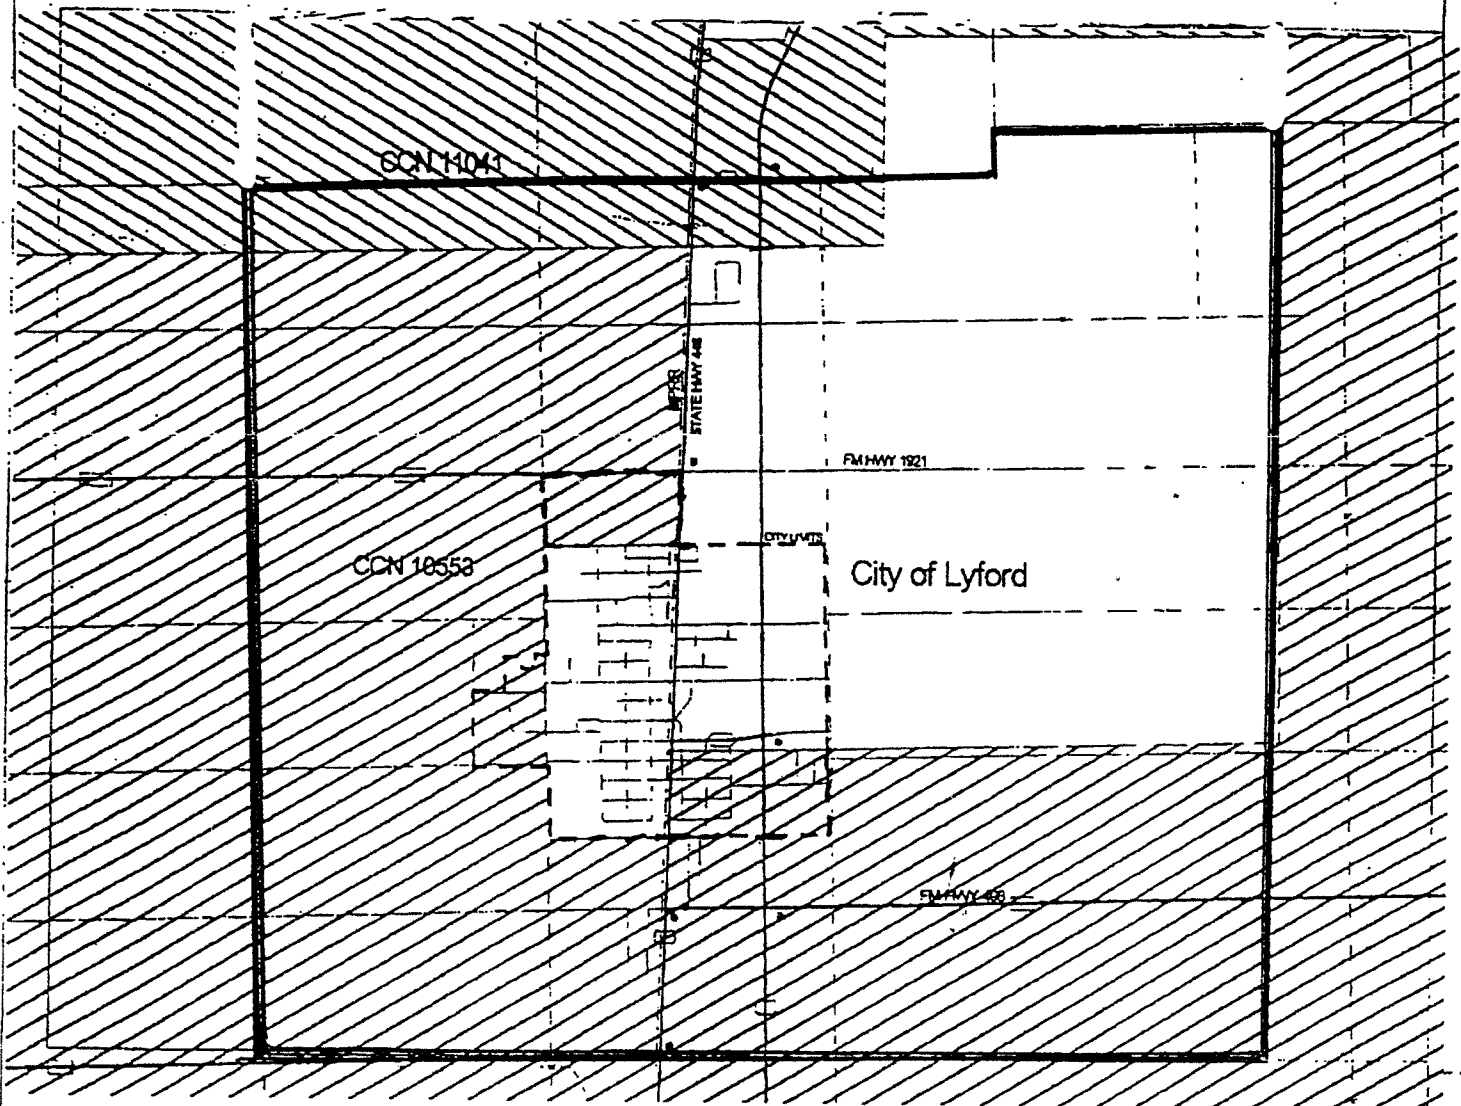 CCN 11041
STATE HWY 448
FM HWY 1921
CITY LIMITS
CCN 10553
City of Lyford
FM HWY 498